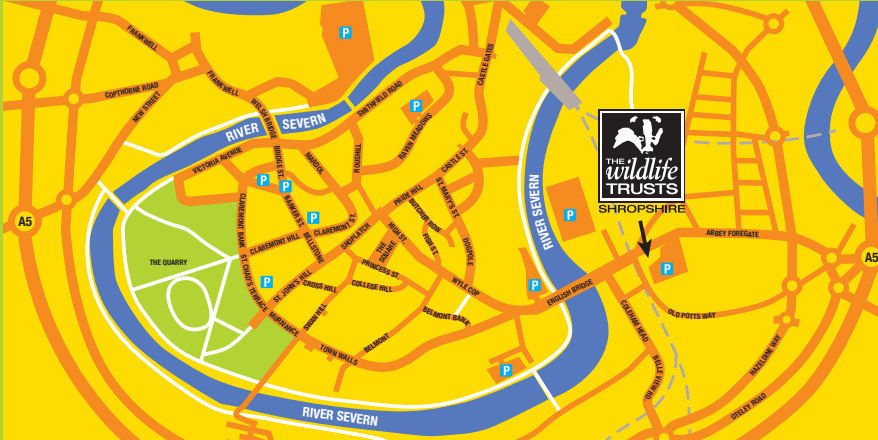 FRANKWELL
P
CASTLE GATES
COPTHORNE ROAD
NEW STREET
FRANKWELL
WELSH BRIDGE
SMITHFIELD ROAD
P
RAVEN MEADOWS
RIVER SEVERN
VICTORIA AVENUE
BRIDGE ST.
MARDOL
ROUSHILL
CASTLE ST.
THE
wildlife
TRUSTS
SHROPSHIRE
P
P
BARKER ST.
P
PRIDE HILL
ST. MARY'S ST.
BUTCHER ROW
CLAREMONT BANK
CLAREMONT ST.
CLAREMONT HILL
BELLSTONE
SHOPLATCH
HIGH ST.
FISH ST.
THE
SQUARE
DOGPOLE
RIVER SEVERN
P
ABBEY FOREGATE
A5
A5
THE QUARRY
ST. CHAD'S TERRACE
P
ST. JOHN'S HILL
CROSS HILL
PRINCESS ST.
COLLEGE HILL
WYLE COP
P
ENGLISH BRIDGE
P
MURIVANCE
SWAN HILL
TOWN WALLS
BELMONT
BELMONT BANK
COLEHAM HEAD
OLD POTTS WAY
BELLE VUE RD
HAZELDINE WAY
OTELEY ROAD
P
RIVER SEVERN